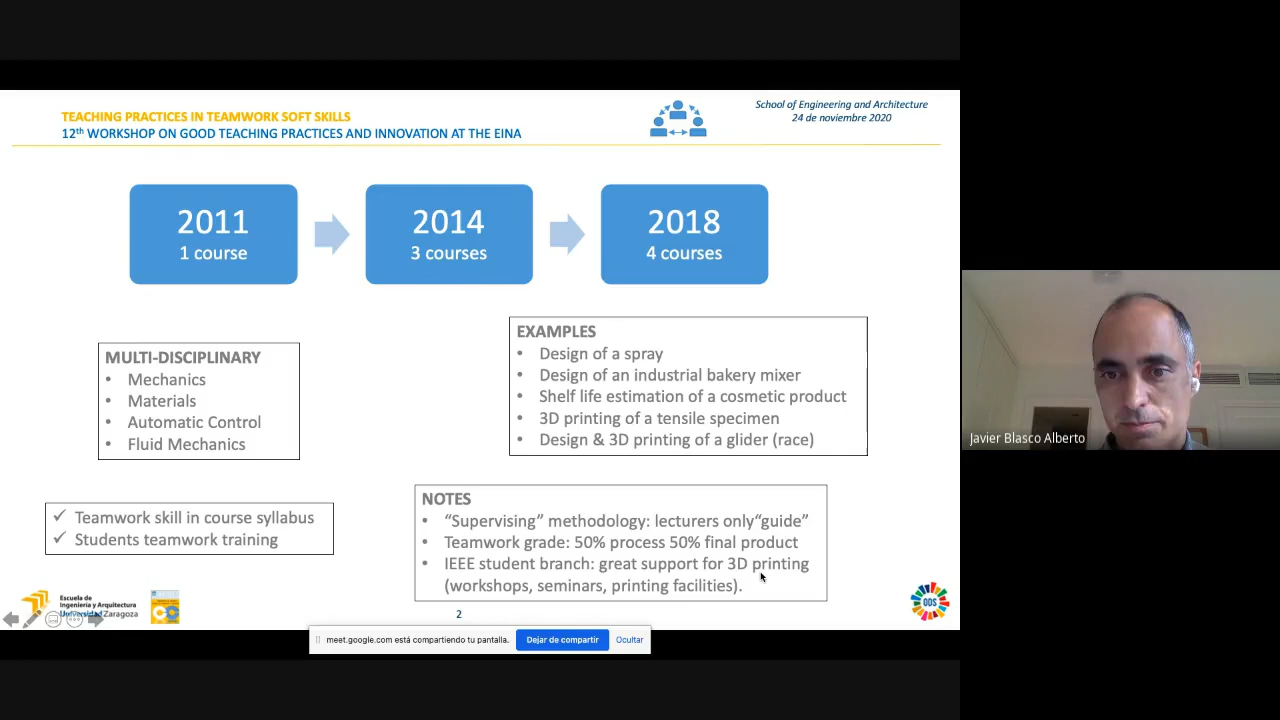 TEACHING PRACTICES IN TEAMWORK SOFT SKILLS
12th WORKSHOP ON GOOD TEACHING PRACTICES AND INNOVATION AT THE EINA
School of Engineering and Architecture
24 de noviembre 2020
2011
1 course
2014
3 courses
2018
4 courses
MULTI-DISCIPLINARY
• Mechanics
• Materials
• Automatic Control
• Fluid Mechanics
EXAMPLES
• Design of a spray
• Design of an industrial bakery mixer
• Shelf life estimation of a cosmetic product
• 3D printing of a tensile specimen
• Design & 3D printing of a glider (race)
✓ Teamwork skill in course syllabus
✓ Students teamwork training
NOTES
• “Supervising” methodology: lecturers only“guide”
• Teamwork grade: 50% process 50% final product
• IEEE student branch: great support for 3D printing
(workshops, seminars, printing facilities).
Escuela de
Ingeniería y Arquitectura
Universidad Zaragoza
2
ODS
meet.google.com está compartiendo tu pantalla.
Dejar de compartir
Ocultar
Javier Blasco Alberto